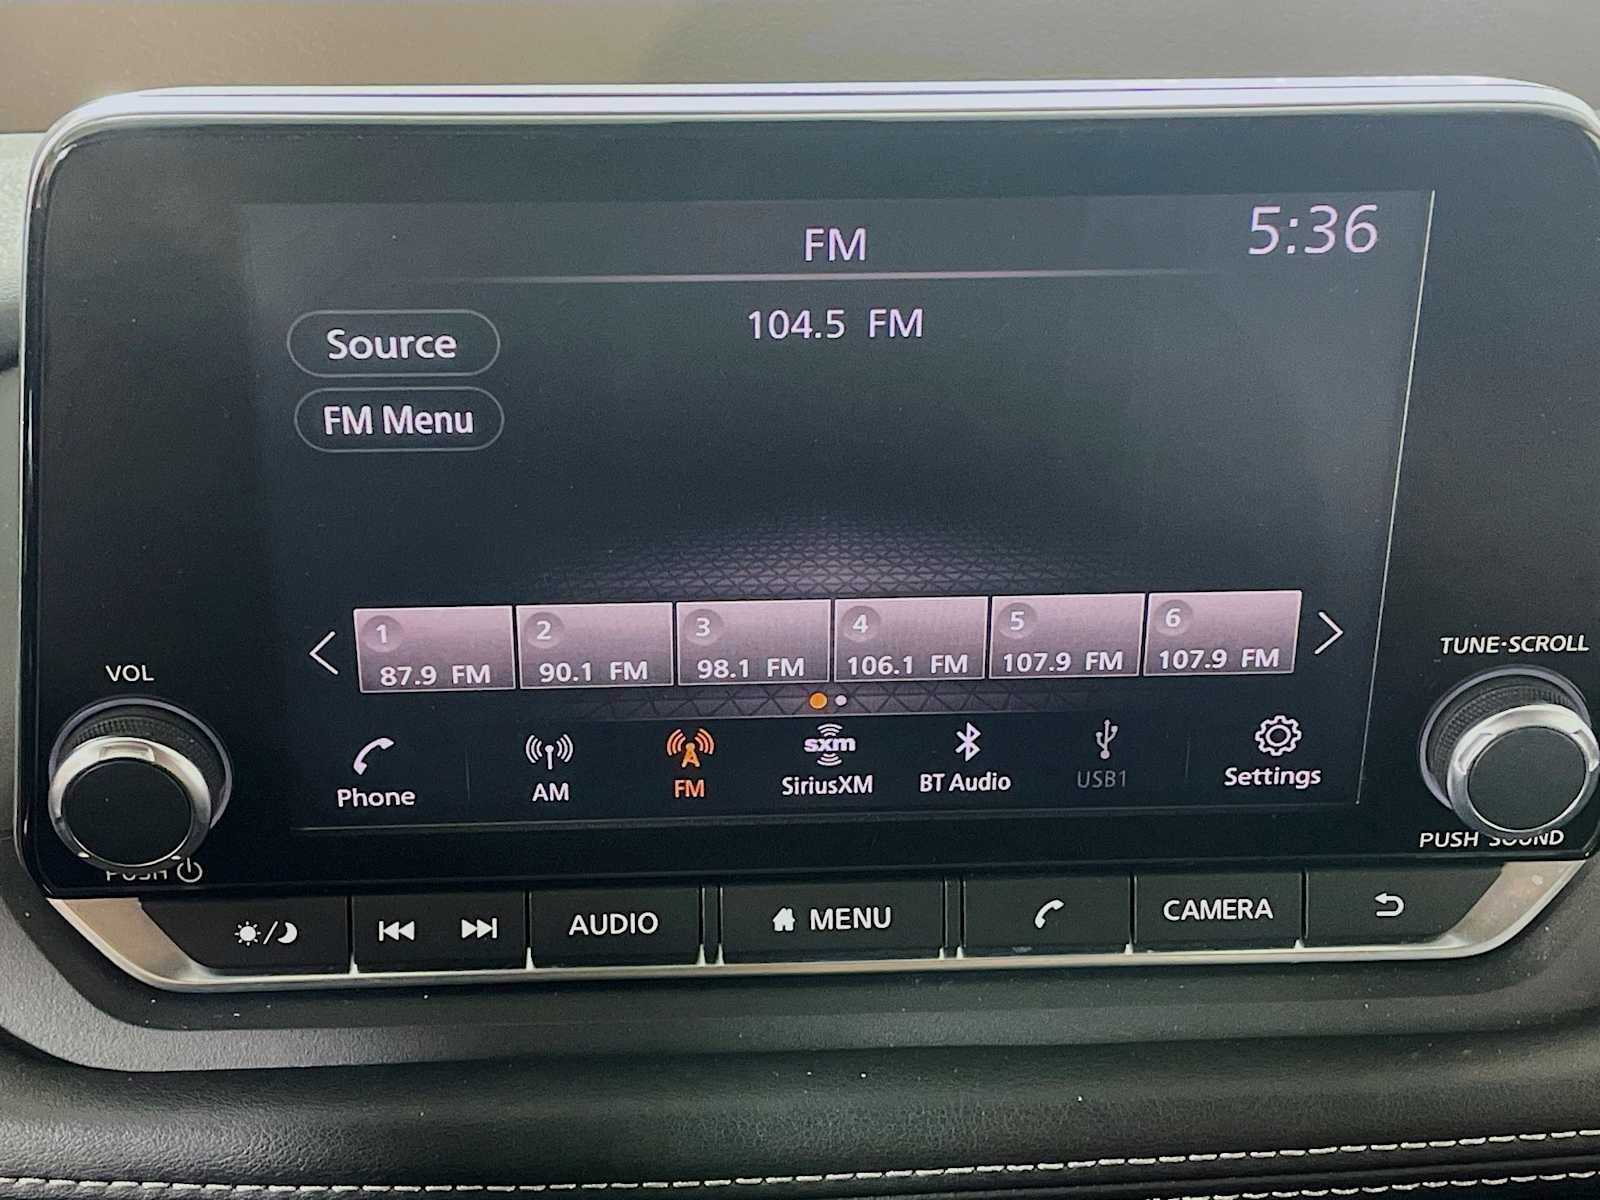 FM
5:36
104.5 FM
Source
FM Menu
1
87.9 FM
2
90.1 FM
3
98.1 FM
4
106.1 FM
5
107.9 FM
6
107.9 FM
VOL
TUNE·SCROLL
Phone
AM
FM
sxm
SiriusXM
BT Audio
USB1
Settings
PUSH
PUSH SOUND
AUDIO
MENU
CAMERA